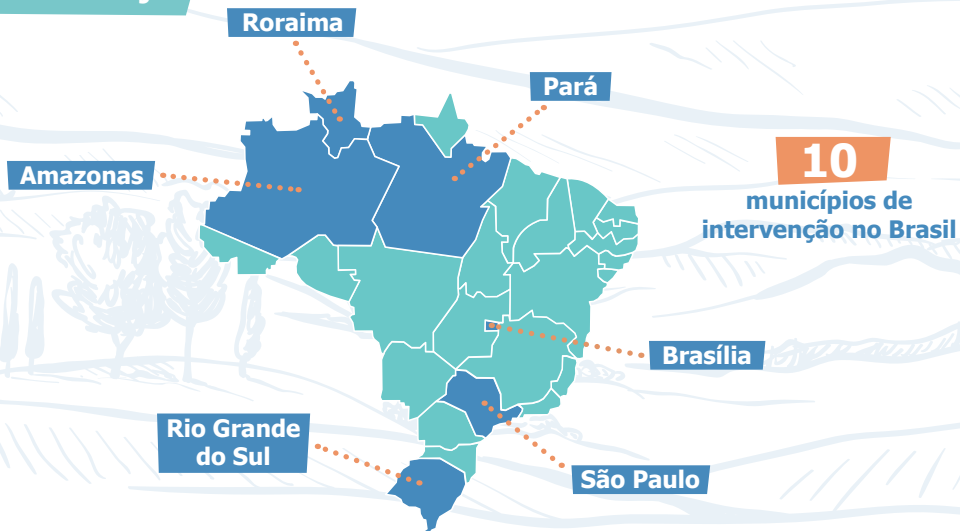 Roraima
Pará
10
municípios de
intervenção no Brasil
Amazonas
Brasília
Rio Grande
do Sul
São Paulo